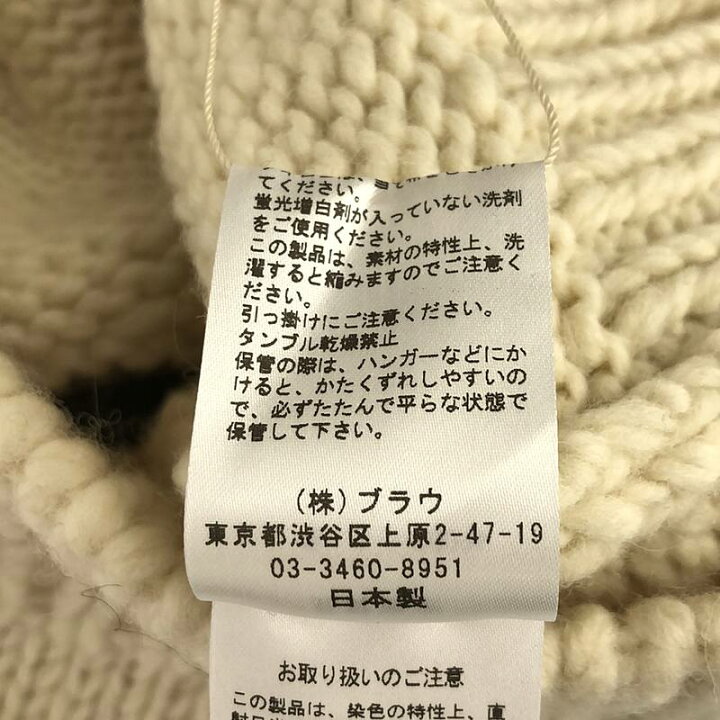 てください。
蛍光増白剤が入っていない洗剤
をご使用ください。
この製品は、素材の特性上、洗
濯すると縮みますのでご注意く
ださい。
引っ掛けにご注意ください。
タンブル乾燥禁止
保管の際は、ハンガーなどにか
けると、かたくずれしやすいの
で、必ずたたんで平らな状態で
保管して下さい。
(株)ブラウ
東京都渋谷区上原2-47-19
03-3460-8951
日本製
お取り扱いのご注意
この製品は、染色の特性上、直